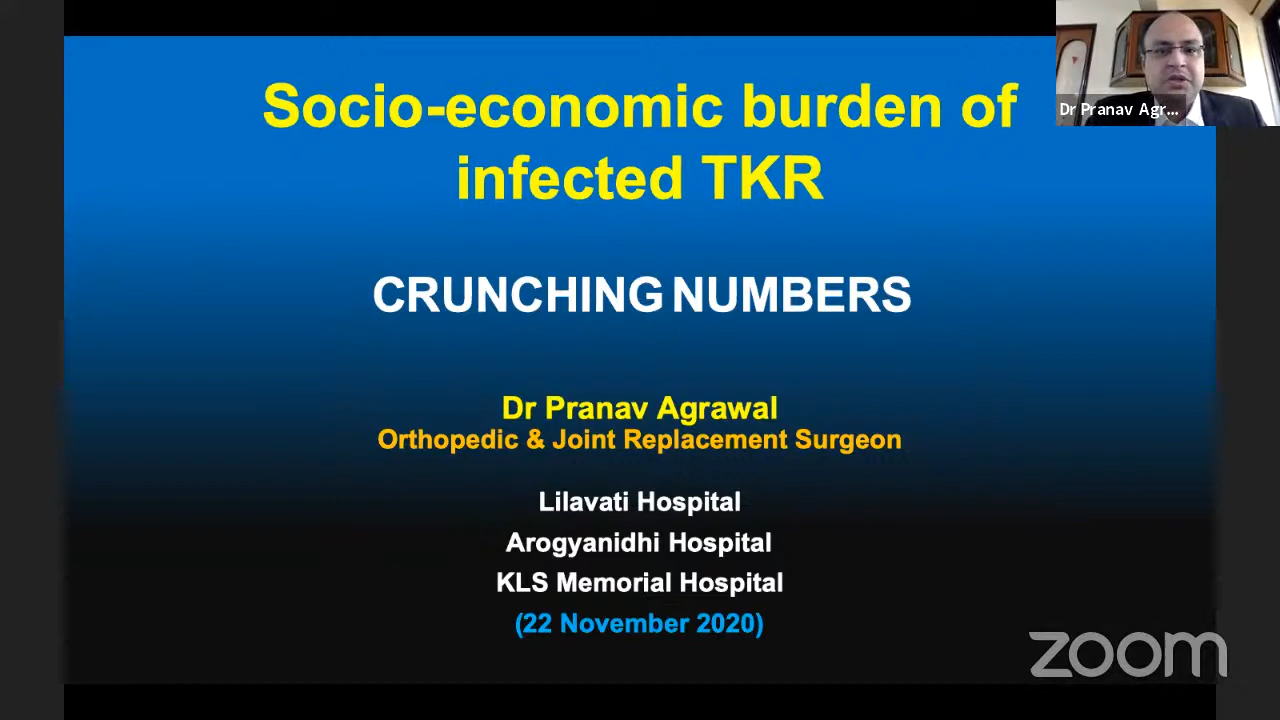 Socio-economic burden of
infected TKR
CRUNCHING NUMBERS
Dr Pranav Agrawal
Orthopedic & Joint Replacement Surgeon
Lilavati Hospital
Arogyanidhi Hospital
KLS Memorial Hospital
(22 November 2020)
Dr Pranav Agr...
zoom